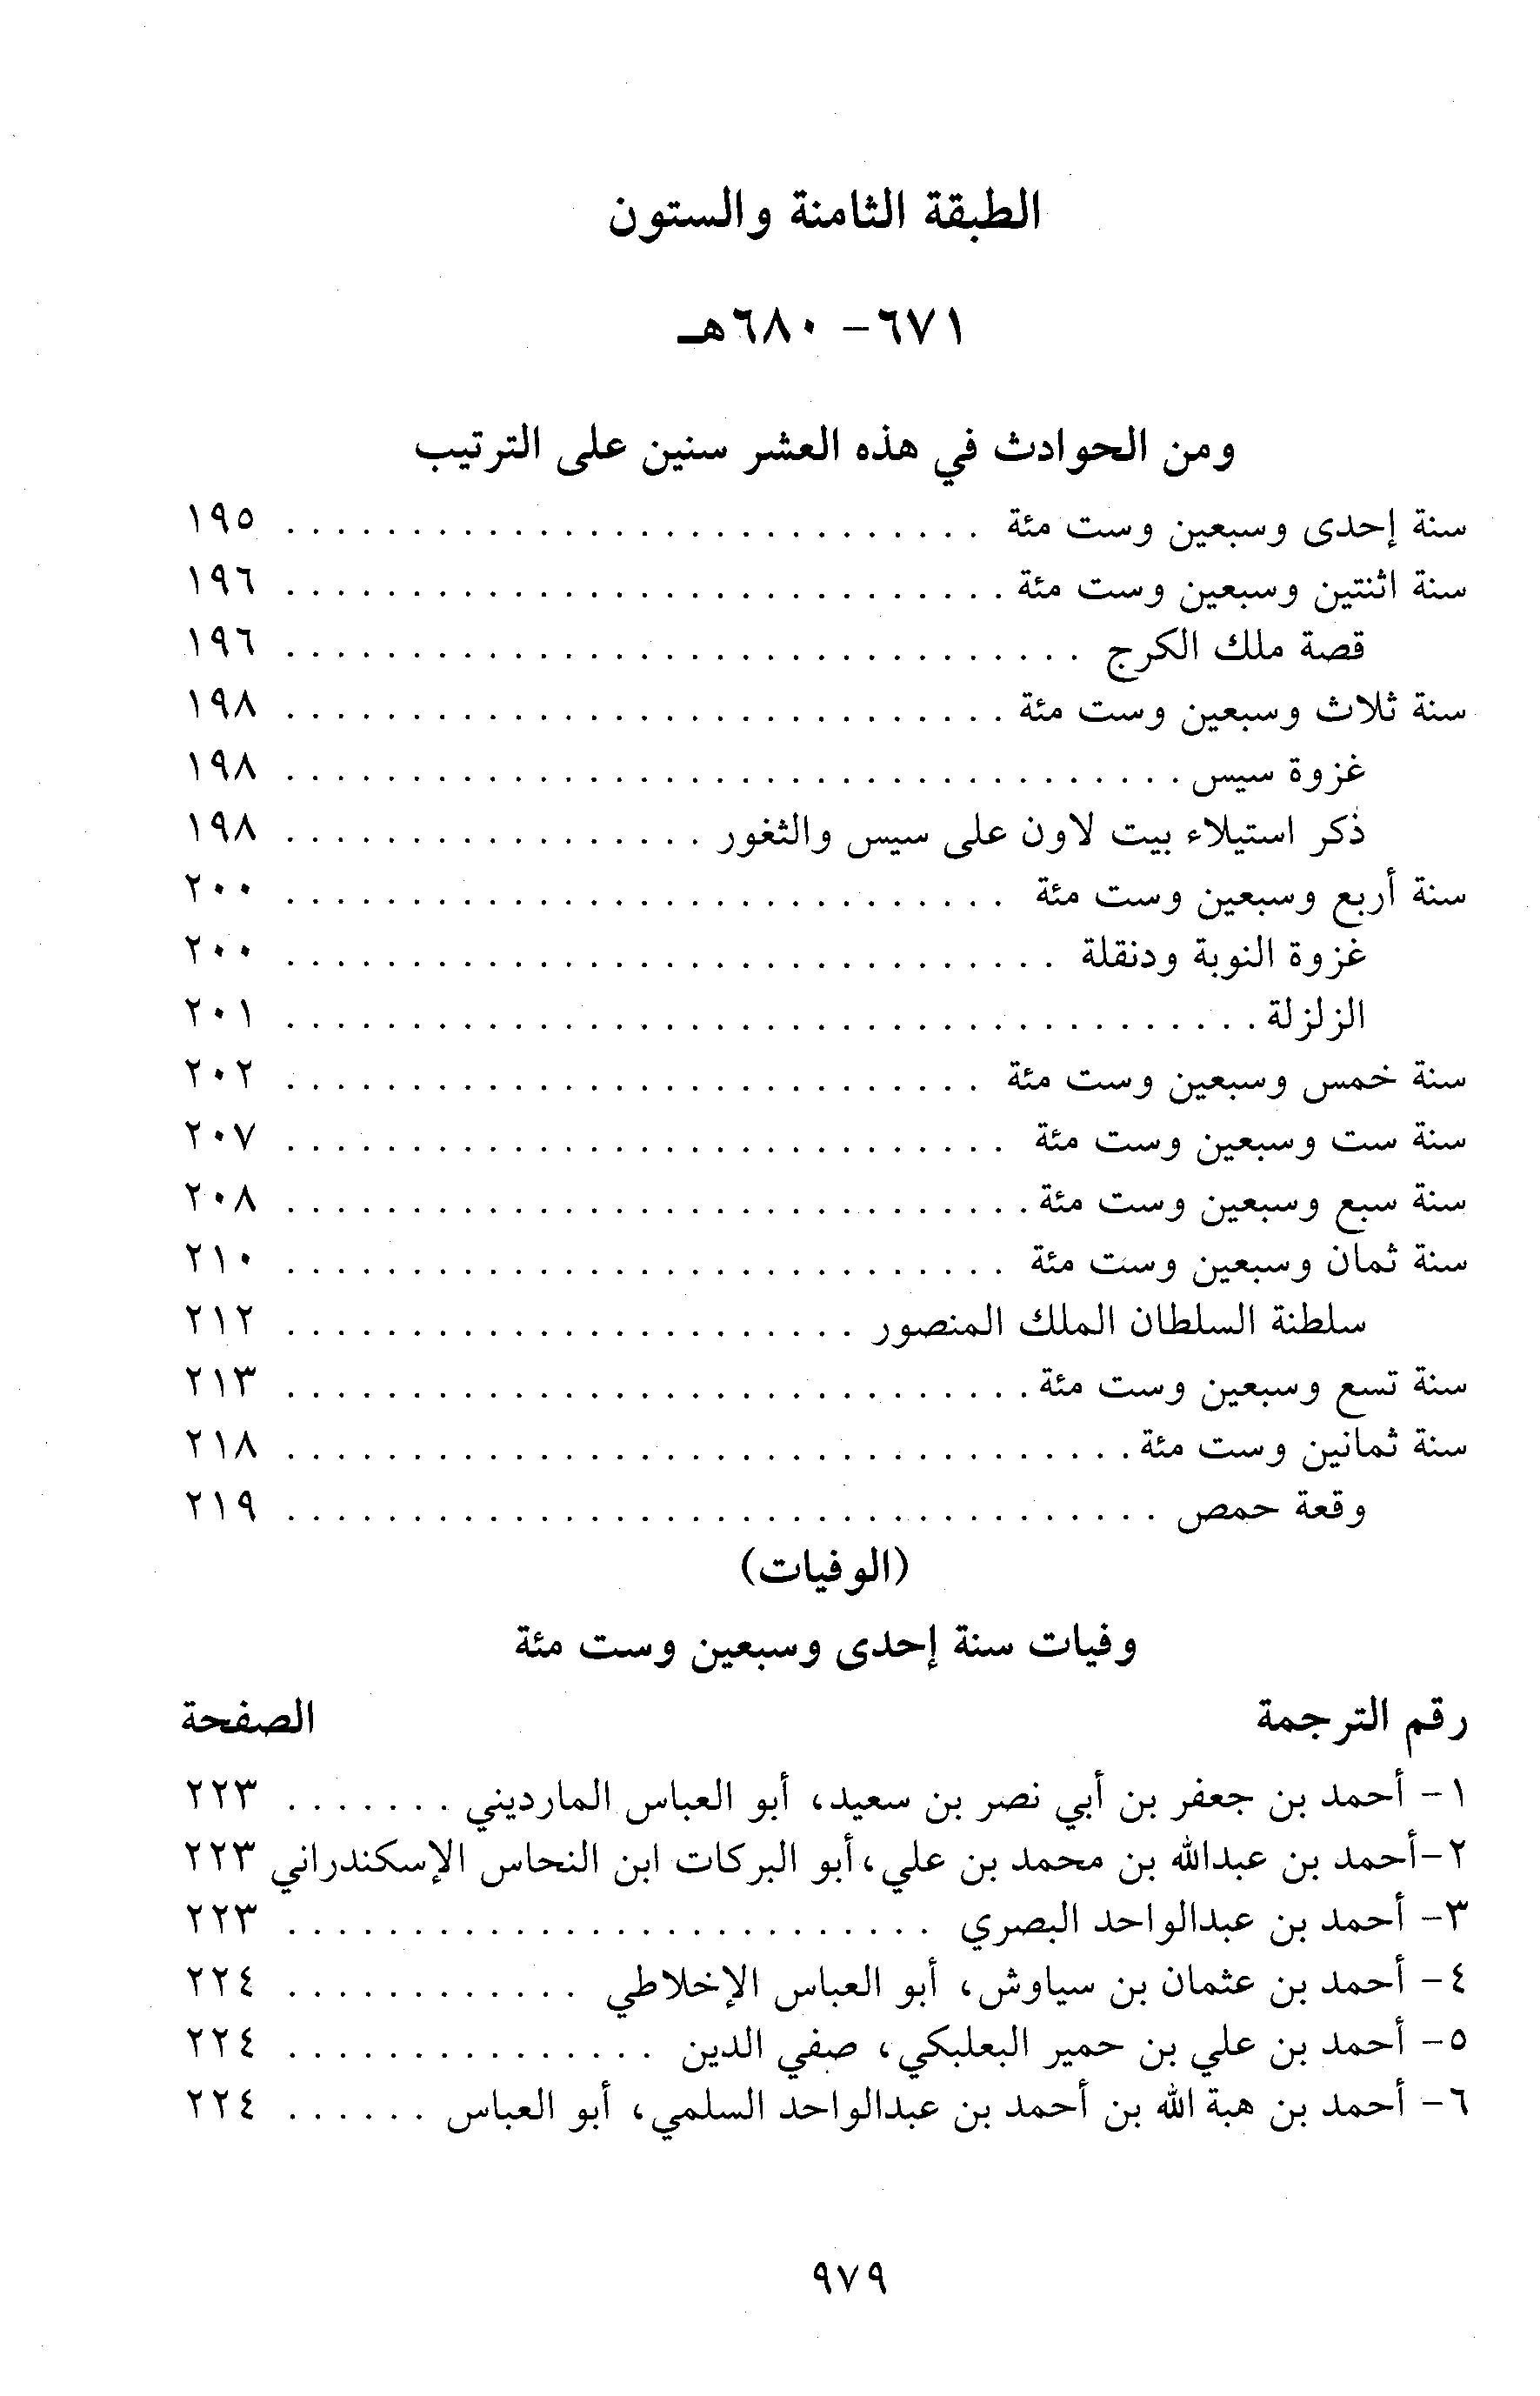 الطبقة الثامنة والستون
٦٧١- ٦٨٠هـ
ومن الحوادث في هذه العشر سنين على الترتيب
سنة إحدى وسبعين وست مئة . . . . . . . . . . . . . . . . . . . . . . . . . . . . ١٩٥
سنة اثنتين وسبعين وست مئة . . . . . . . . . . . . . . . . . . . . . . . . . . . . . ١٩٦
قصة ملك الكرج . . . . . . . . . . . . . . . . . . . . . . . . . . . . . . . . ١٩٦
سنة ثلاث وسبعين وست مئة . . . . . . . . . . . . . . . . . . . . . . . . . . . . . ١٩٨
غزوة سيس . . . . . . . . . . . . . . . . . . . . . . . . . . . . . . . . . . . . ١٩٨
ذكر استيلاء بيت لاون على سيس والثغور . . . . . . . . . . . . . . . . . ١٩٨
سنة أربع وسبعين وست مئة . . . . . . . . . . . . . . . . . . . . . . . . . . . . . ٢٠٠
غزوة النوبة ودنقلة . . . . . . . . . . . . . . . . . . . . . . . . . . . . . . . ٢٠٠
الزلزلة . . . . . . . . . . . . . . . . . . . . . . . . . . . . . . . . . . . . . . . ٢٠١
سنة خمس وسبعين وست مئة . . . . . . . . . . . . . . . . . . . . . . . . . . . . ٢٠٢
سنة ست وسبعين وست مئة . . . . . . . . . . . . . . . . . . . . . . . . . . . . . ٢٠٧
سنة سبع وسبعين وست مئة . . . . . . . . . . . . . . . . . . . . . . . . . . . . . . ٢٠٨
سنة ثمان وسبعين وست مئة . . . . . . . . . . . . . . . . . . . . . . . . . . . . . ٢١٠
سلطنة السلطان الملك المنصور . . . . . . . . . . . . . . . . . . . . . . . ٢١٢
سنة تسع وسبعين وست مئة . . . . . . . . . . . . . . . . . . . . . . . . . . . . . . ٢١٣
سنة ثمانين وست مئة . . . . . . . . . . . . . . . . . . . . . . . . . . . . . . . . . . ٢١٨
وقعة حمص . . . . . . . . . . . . . . . . . . . . . . . . . . . . . . . . . . . ٢١٩
(الوفيات)
وفيات سنة إحدى وسبعين وست مئة
رقم الترجمة الصفحة
١- أحمد بن جعفر بن أبي نصر بن سعيد، أبو العباس المارديني . . . . . . . ٢٢٣
٢-أحمد بن عبدالله بن محمد بن علي،أبو البركات ابن النحاس الإسكندراني ٢٢٣
٣- أحمد بن عبدالواحد البصري . . . . . . . . . . . . . . . . . . . . . . . . . . ٢٢٣
٤- أحمد بن عثمان بن سياوش، أبو العباس الإخلاطي . . . . . . . . . . . . ٢٢٤
٥- أحمد بن علي بن حمير البعلبكي، صفي الدين . . . . . . . . . . . . . . . ٢٢٤
٦- أحمد بن هبة الله بن أحمد بن عبدالواحد السلمي، أبو العباس . . . . . . ٢٢٤
٩٧٩